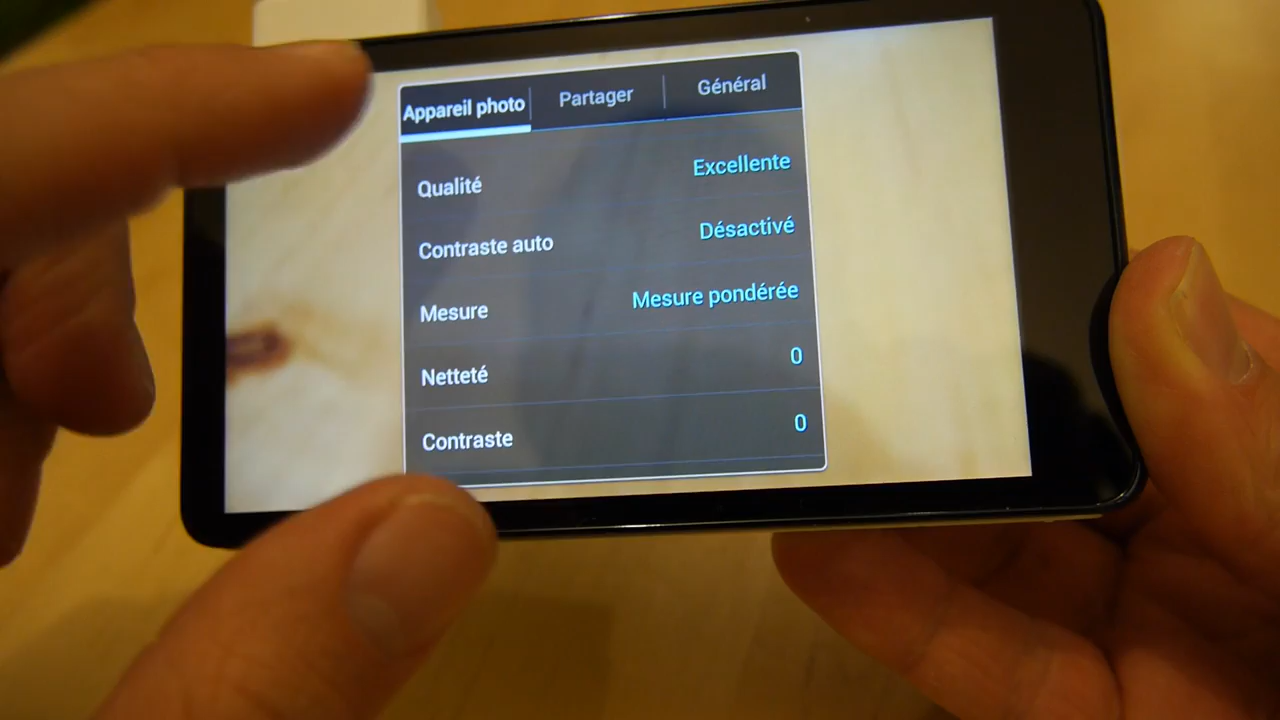 Appareil photo Partager Général
Qualité Excellente
Contraste auto Désactivé
Mesure Mesure pondérée
Netteté 0
Contraste 0